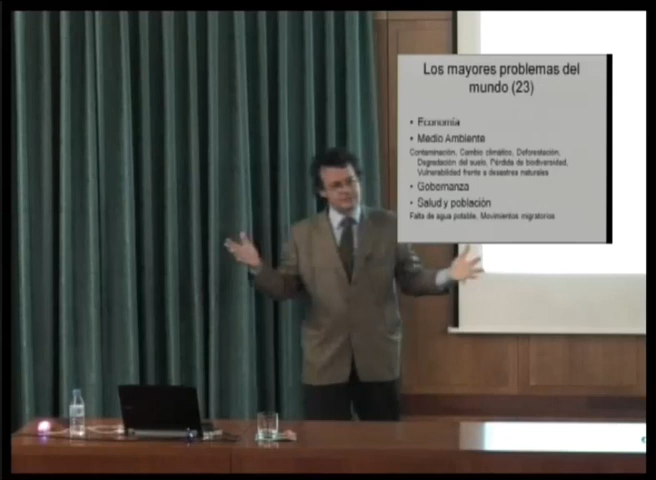 Los mayores problemas del
mundo (23)
• Economía
• Medio Ambiente
Contaminación, Cambio climático, Deforestación,
Degradación del suelo, Pérdida de biodiversidad,
Vulnerabilidad frente a desastres naturales
• Gobernanza
• Salud y población
Falta de agua potable, Movimientos migratorios